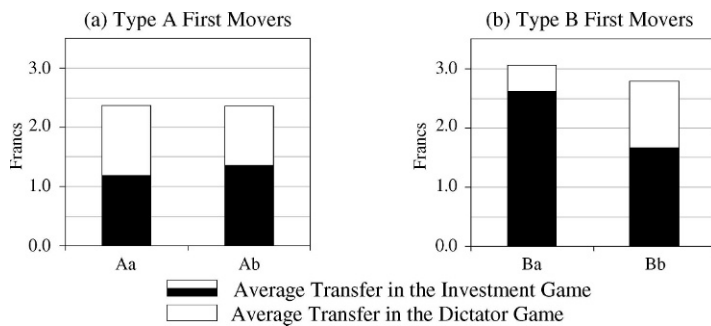 (a) Type A First Movers
(b) Type B First Movers
3.0
2.0
1.0
0.0
Francs
Aa Ab
3.0
2.0
1.0
0.0
Francs
Ba Bb
Average Transfer in the Investment Game
Average Transfer in the Dictator Game